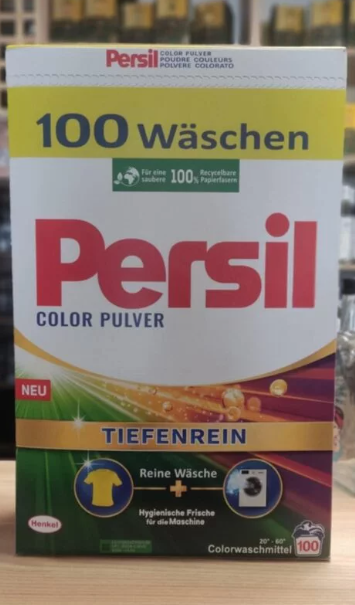 Persil COLOR PULVER
POUDRE COULEURS
POLVERE COLORATO
100 Wäschen
Für eine saubere
100% Recycelbare Papierfasern
Persil
COLOR PULVER
NEU
TIEFENREIN
Reine Wäsche
+
Hygienische Frische
für die Maschine
Henkel
20° - 60°
Colorwaschmittel
100